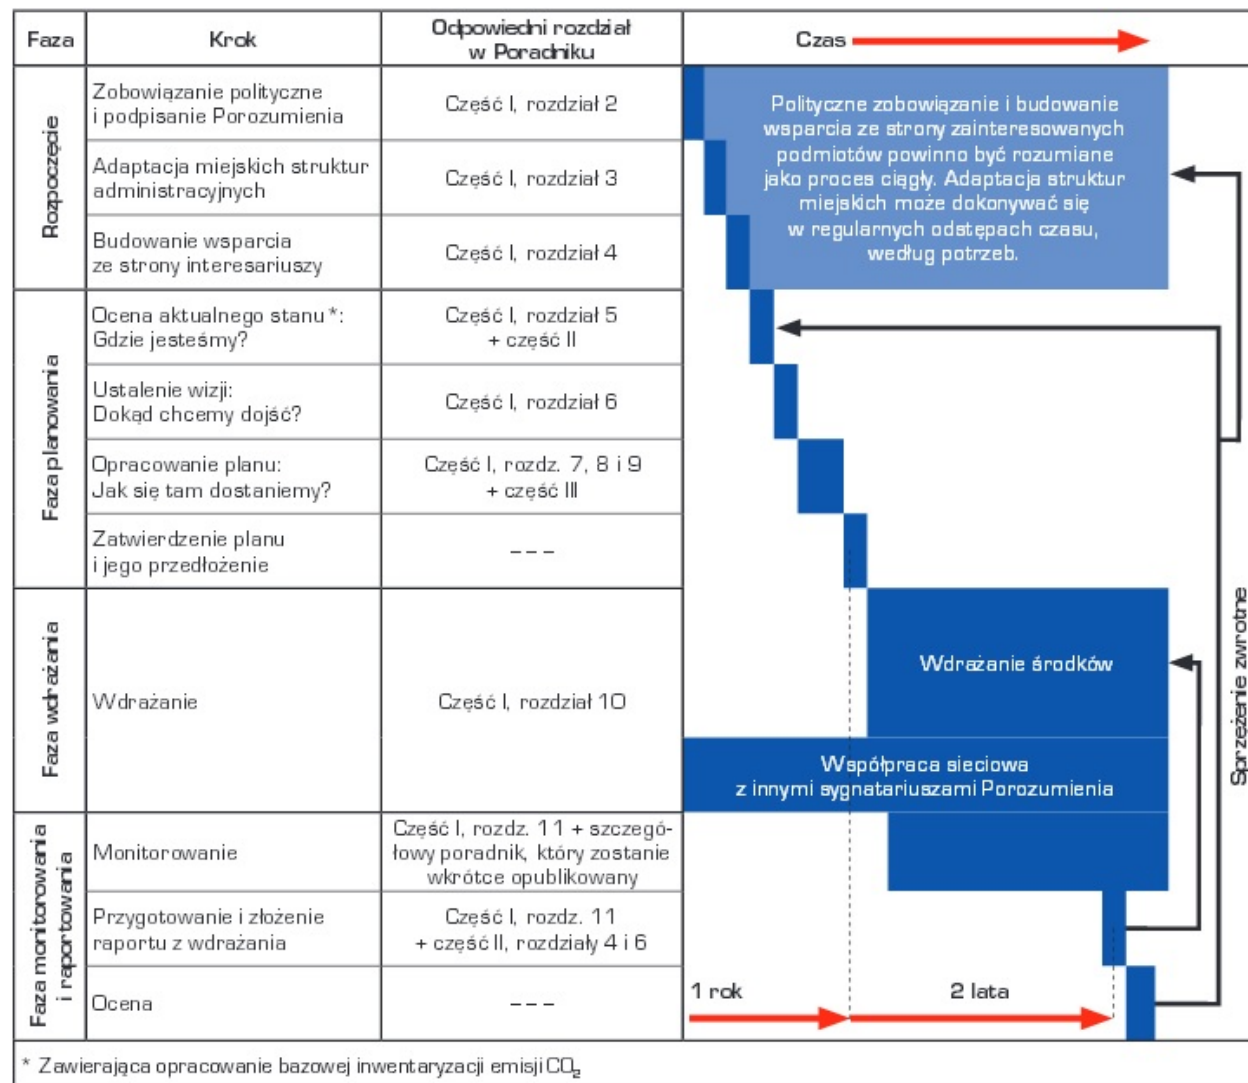 Faza
Krok
Odpowiedni rozdział
w Poradniku
Czas
Rozpoczęcie
Zobowiązanie polityczne
i podpisanie Porozumienia
Część I, rozdział 2
Adaptacja miejskich struktur
administracyjnych
Część I, rozdział 3
Budowanie wsparcia
ze strony interesariuszy
Część I, rozdział 4
Polityczne zobowiązanie i budowanie
wsparcia ze strony zainteresowanych
podmiotów powinno być rozumiane
jako proces ciągły. Adaptacja struktur
miejskich może dokonywać się
w regularnych odstępach czasu,
według potrzeb.
Faza planowania
Ocena aktualnego stanu *:
Gdzie jesteśmy?
Część I, rozdział 5
+ część II
Ustalenie wizji:
Dokąd chcemy dojść?
Część I, rozdział 6
Opracowanie planu:
Jak się tam dostaniemy?
Część I, rozdz. 7, 8 i 9
+ część III
Zatwierdzenie planu
i jego przedłożenie
– – –
Faza wdrażania
Wdrażanie
Część I, rozdział 10
Wdrażanie środków
Współpraca sieciowa
z innymi sygnatariuszami Porozumienia
Sprzężenie zwrotne
Faza monitorowania
i raportowania
Monitorowanie
Część I, rozdz. 11 + szczegó-
łowy poradnik, który zostanie
wkrótce opublikowany
Przygotowanie i złożenie
raportu z wdrażania
Część I, rozdz. 11
+ część II, rozdziały 4 i 6
Ocena
– – –
1 rok
2 lata
* Zawierająca opracowanie bazowej inwentaryzacji emisji CO₂